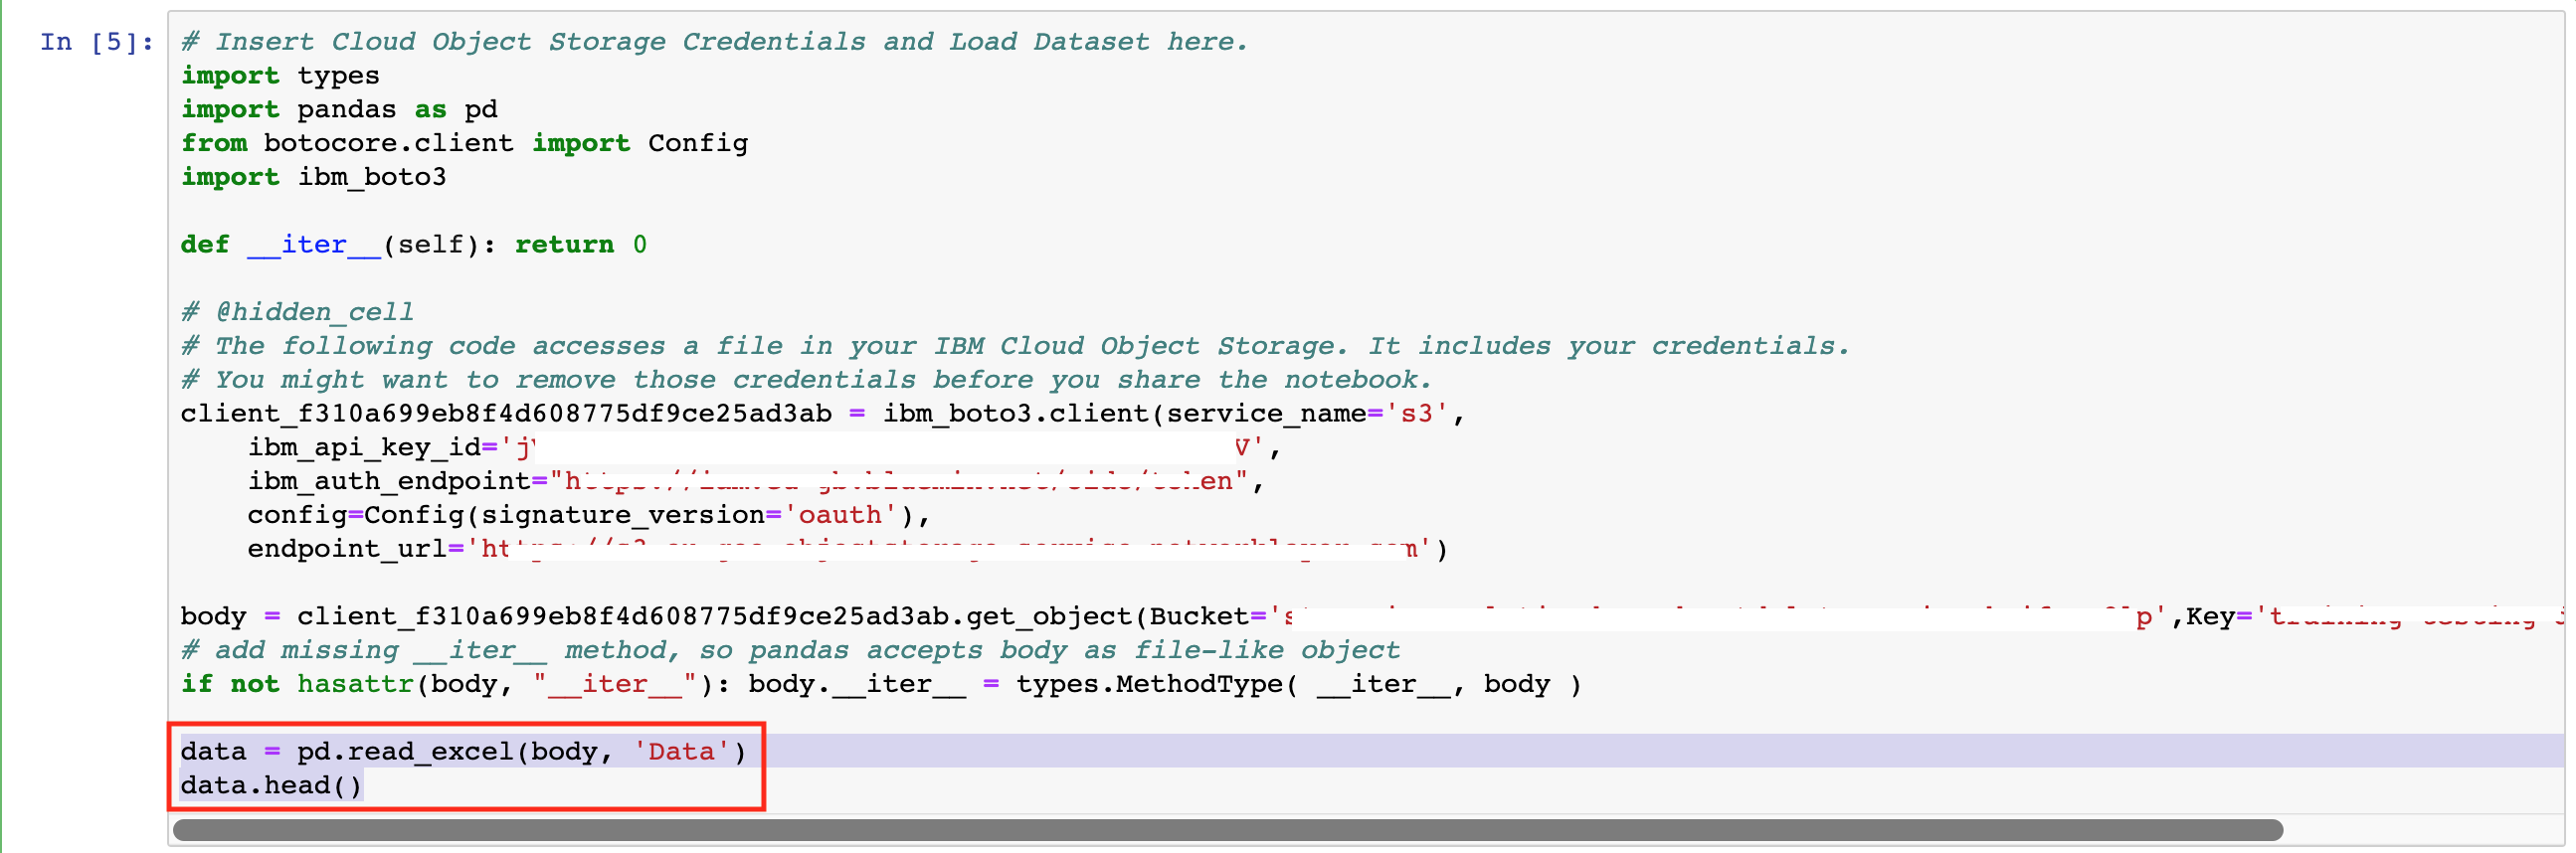 In [5]:
# Insert Cloud Object Storage Credentials and Load Dataset here.
import types
import pandas as pd
from botocore.client import Config
import ibm_boto3
def __iter__(self): return 0
# @hidden_cell
# The following code accesses a file in your IBM Cloud Object Storage. It includes your credentials.
# You might want to remove those credentials before you share the notebook.
client_f310a699eb8f4d608775df9ce25ad3ab = ibm_boto3.client(service_name='s3',
ibm_api_key_id='j V',
ibm_auth_endpoint="h en",
config=Config(signature_version='oauth'),
endpoint_url='ht m')
body = client_f310a699eb8f4d608775df9ce25ad3ab.get_object(Bucket='s p',Key='
# add missing __iter__ method, so pandas accepts body as file-like object
if not hasattr(body, "__iter__"): body.__iter__ = types.MethodType( __iter__, body )
data = pd.read_excel(body, 'Data')
data.head()